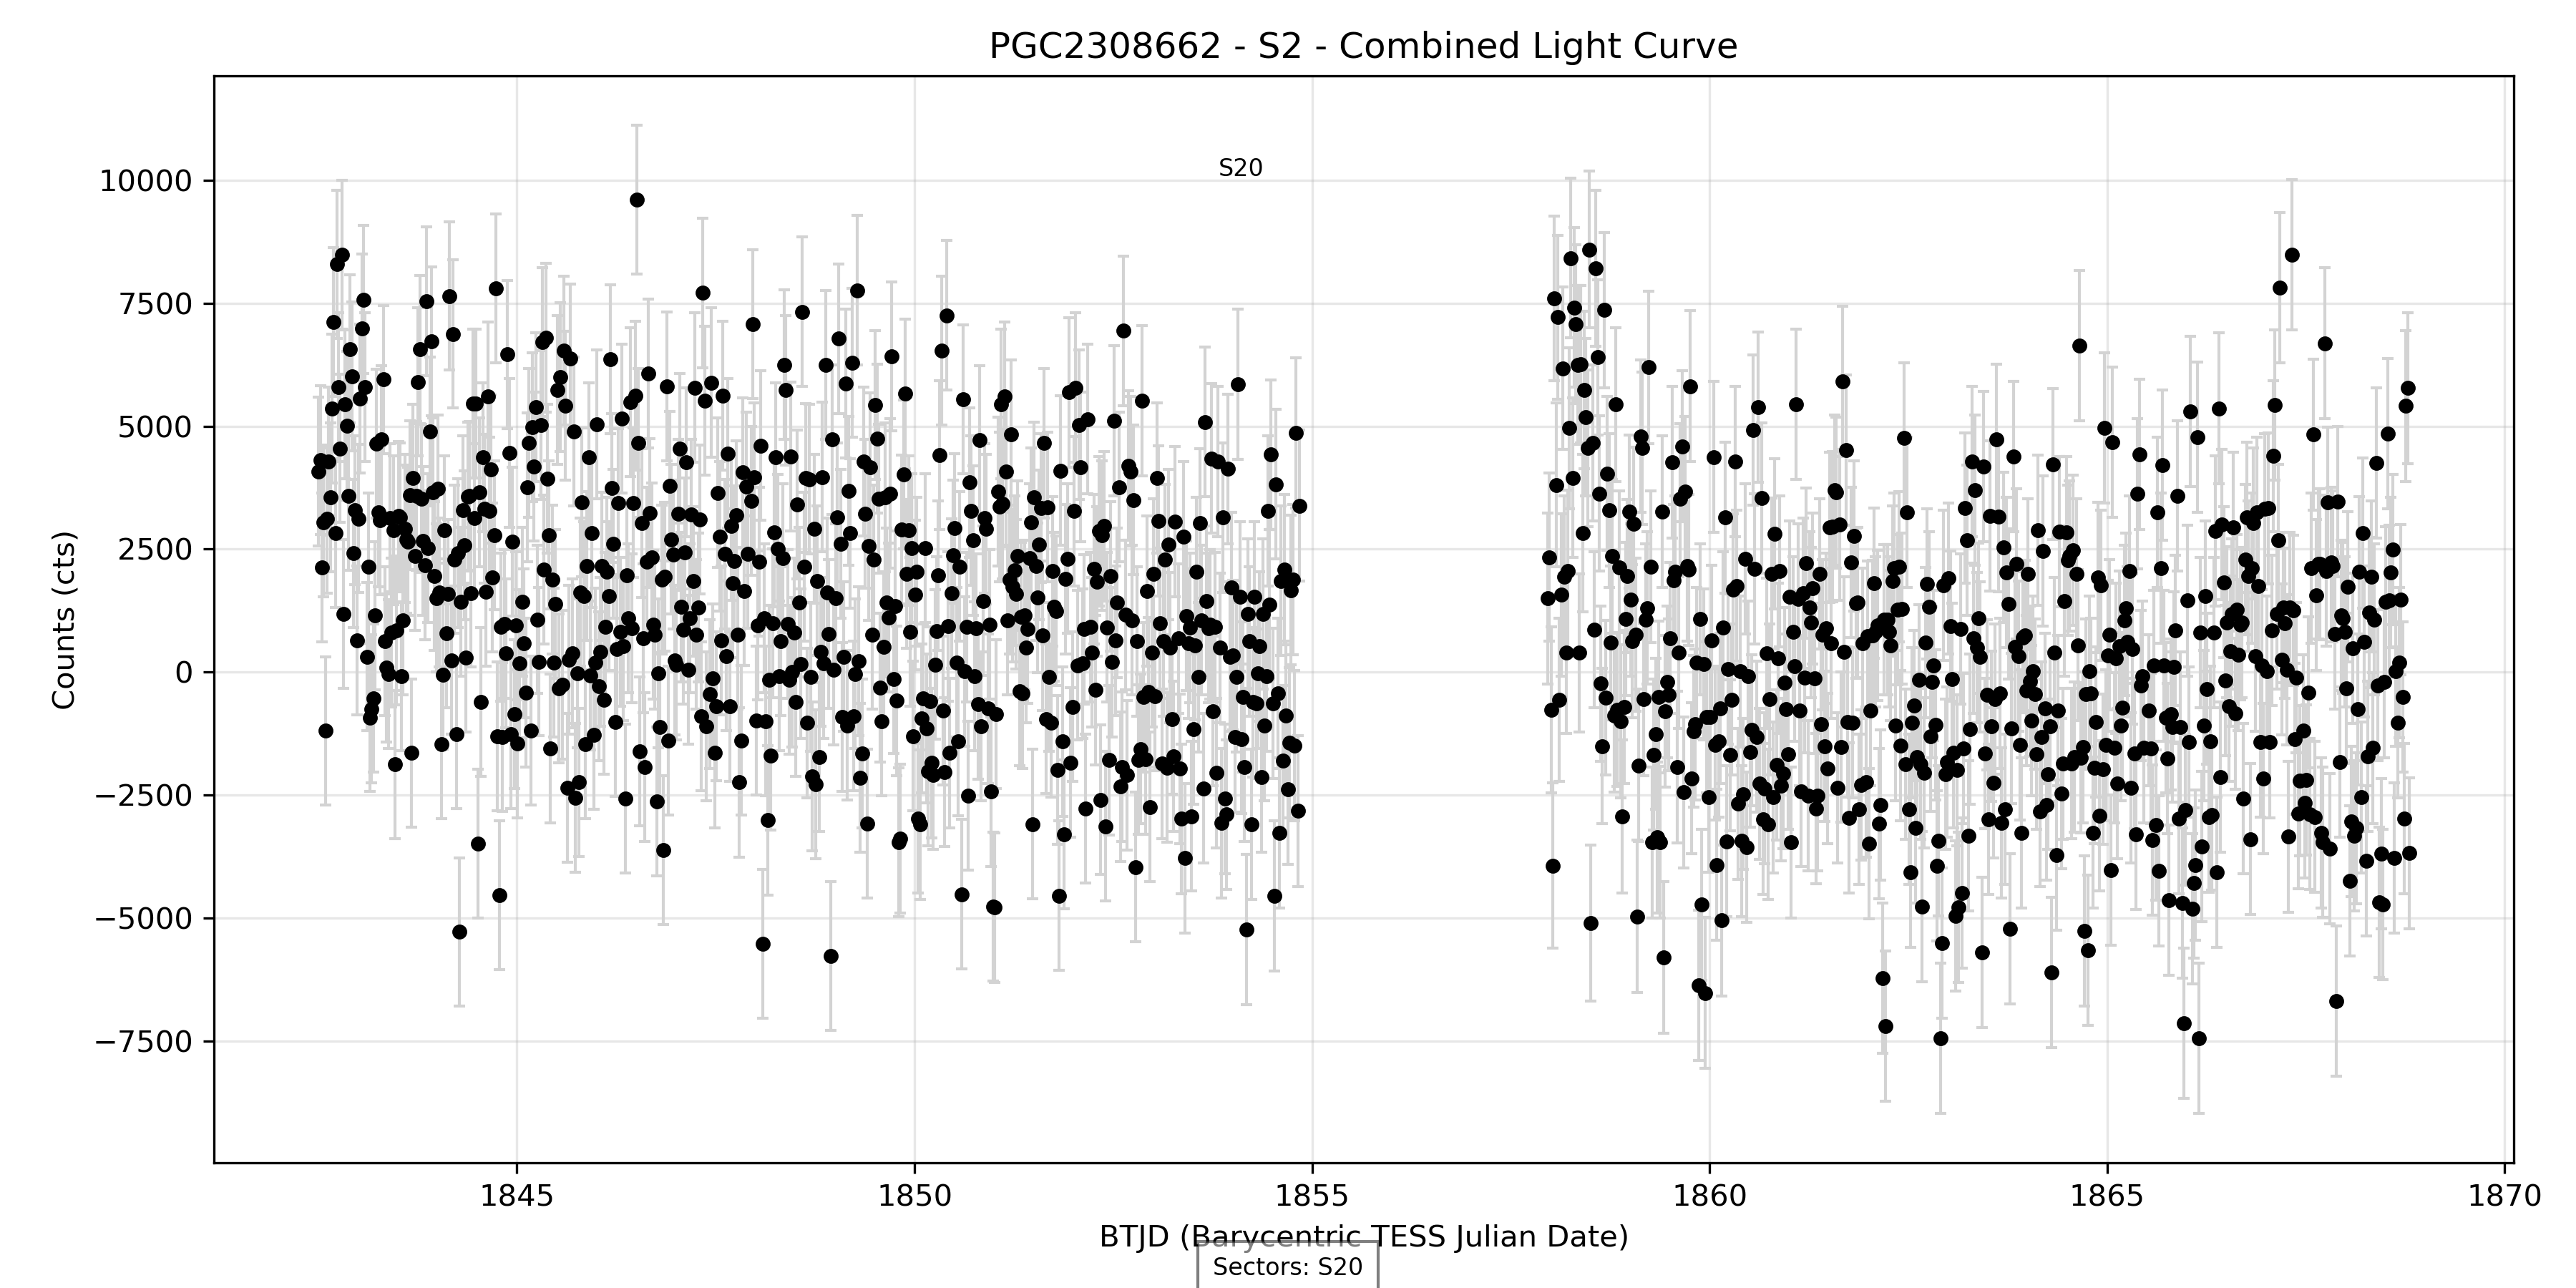 PGC2308662 - S2 - Combined Light Curve
S20
10000
7500
5000
2500
0
−2500
−5000
−7500
Counts (cts)
1845 1850 1855 1860 1865 1870
BTJD (Barycentric TESS Julian Date)
Sectors: S20